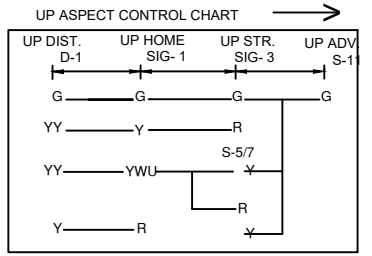 UP ASPECT CONTROL CHART
UP DIST. UP HOME UP STR. UP ADV.
D-1 SIG- 1 SIG- 3 S-11
G G G G
YY Y R
S-5/7
YY YWU Y
R
Y R Y